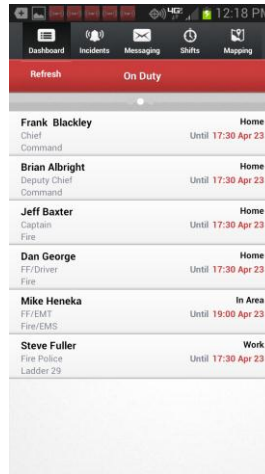 4G 12:18 PM
Dashboard Incidents Messaging Shifts Mapping
Refresh On Duty
Frank Blackley Home
Chief Until 17:30 Apr 23
Command
Brian Albright Home
Deputy Chief Until 17:30 Apr 23
Command
Jeff Baxter Home
Captain Until 17:30 Apr 23
Fire
Dan George Home
FF/Driver Until 17:30 Apr 23
Fire
Mike Heneka In Area
FF/EMT Until 19:00 Apr 23
Fire/EMS
Steve Fuller Work
Fire Police Until 17:30 Apr 23
Ladder 29